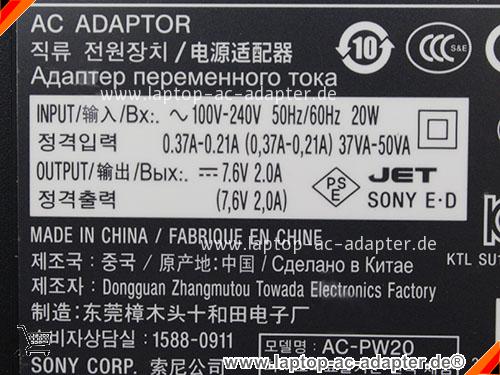 AC ADAPTOR
직류 전원장치/电源适配器
Адаптер переменного тока
10
CCC S&E
www.laptop-ac-adapter.de
INPUT/输入/Вх.: ~ 100V-240V 50Hz/60Hz 20W
정격입력 0.37A-0.21A (0,37A-0,21A) 37VA-50VA
OUTPUT/输出/Вых.: 7.6V 2.0A
정격출력 (7,6V 2,0A)
PSE
JET
SONY E·D
MADE IN CHINA / FABRIQUÉ EN CHINE
www.laptop-ac-adapter.de
KTL SU1
제조국: 중국 / 原产地:中国 / Сделано в Китае
제조자: Dongguan Zhangmutou Towada Electronics Factory
制造: 东莞樟木头十和田电子厂
소비자상담실: 1588-0911
모델명: AC-PW20
SONY CORP. 索尼公司
www.laptop-ac-adapter.de®